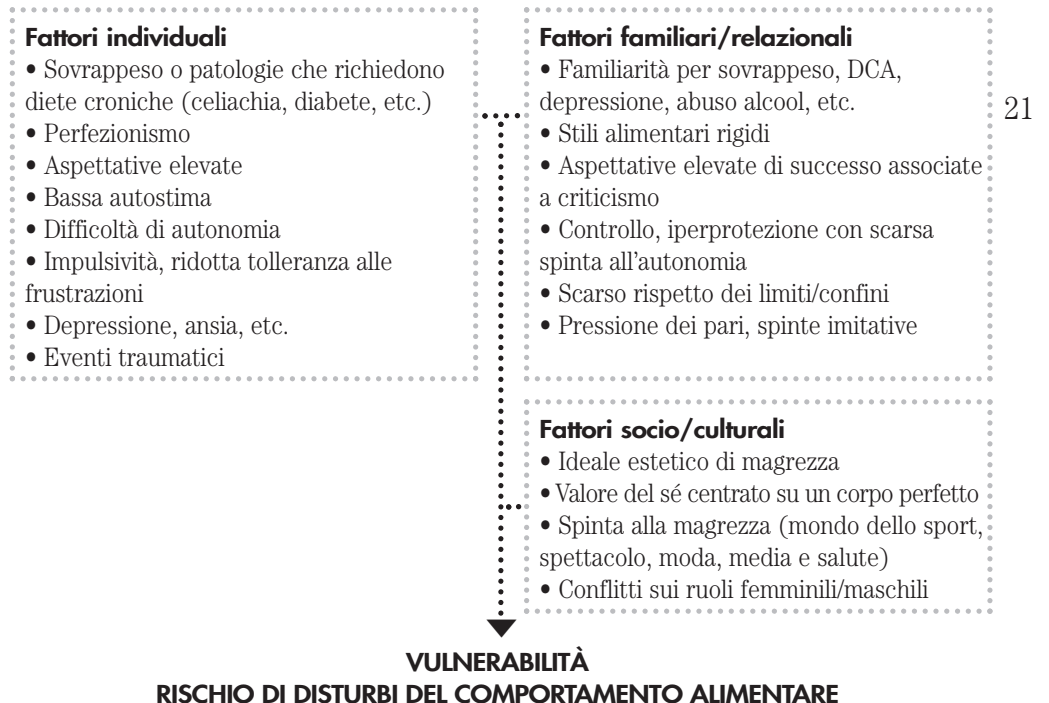 Fattori individuali
• Sovrappeso o patologie che richiedono
diete croniche (celiachia, diabete, etc.)
• Perfezionismo
• Aspettative elevate
• Bassa autostima
• Difficoltà di autonomia
• Impulsività, ridotta tolleranza alle
frustrazioni
• Depressione, ansia, etc.
• Eventi traumatici
Fattori familiari/relazionali
• Familiarità per sovrappeso, DCA,
depressione, abuso alcool, etc.
• Stili alimentari rigidi
• Aspettative elevate di successo associate
a criticismo
• Controllo, iperprotezione con scarsa
spinta all'autonomia
• Scarso rispetto dei limiti/confini
• Pressione dei pari, spinte imitative
21
Fattori socio/culturali
• Ideale estetico di magrezza
• Valore del sé centrato su un corpo perfetto
• Spinta alla magrezza (mondo dello sport,
spettacolo, moda, media e salute)
• Conflitti sui ruoli femminili/maschili
VULNERABILITÀ
RISCHIO DI DISTURBI DEL COMPORTAMENTO ALIMENTARE